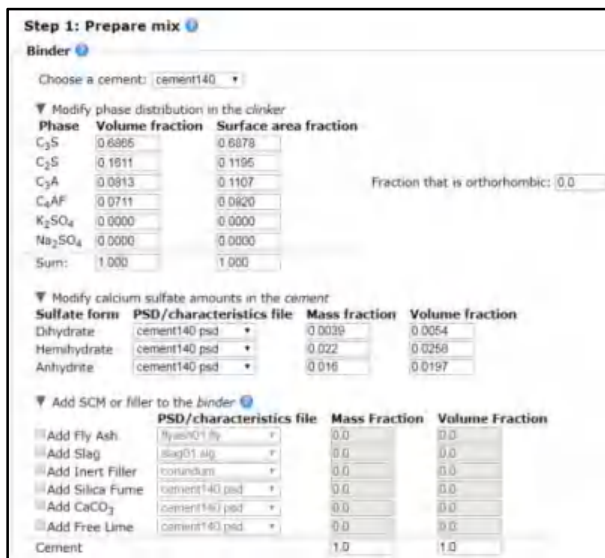 Step 1: Prepare mix
Binder
Choose a cement: cement140
Modify phase distribution in the clinker
Phase Volume fraction Surface area fraction
C₃S 0.6865 0.6878
C₂S 0.1611 0.1195
C₃A 0.0813 0.1107 Fraction that is orthorhombic: 0.0
C₄AF 0.0711 0.0820
K₂SO₄ 0.0000 0.0000
Na₂SO₄ 0.0000 0.0000
Sum: 1.000 1.000
Modify calcium sulfate amounts in the cement
Sulfate form PSD/characteristics file Mass fraction Volume fraction
Dihydrate cement140.psd 0.0039 0.0054
Hemihydrate cement140.psd 0.022 0.0258
Anhydrite cement140.psd 0.016 0.0197
Add SCM or filler to the binder
PSD/characteristics file Mass Fraction Volume Fraction
Add Fly Ash flyash01.fly 0.0 0.0
Add Slag slag01.slg 0.0 0.0
Add Inert Filler corundum 0.0 0.0
Add Silica Fume cement140.psd 0.0 0.0
Add CaCO₃ cement140.psd 0.0 0.0
Add Free Lime cement140.psd 0.0 0.0
Cement 1.0 1.0